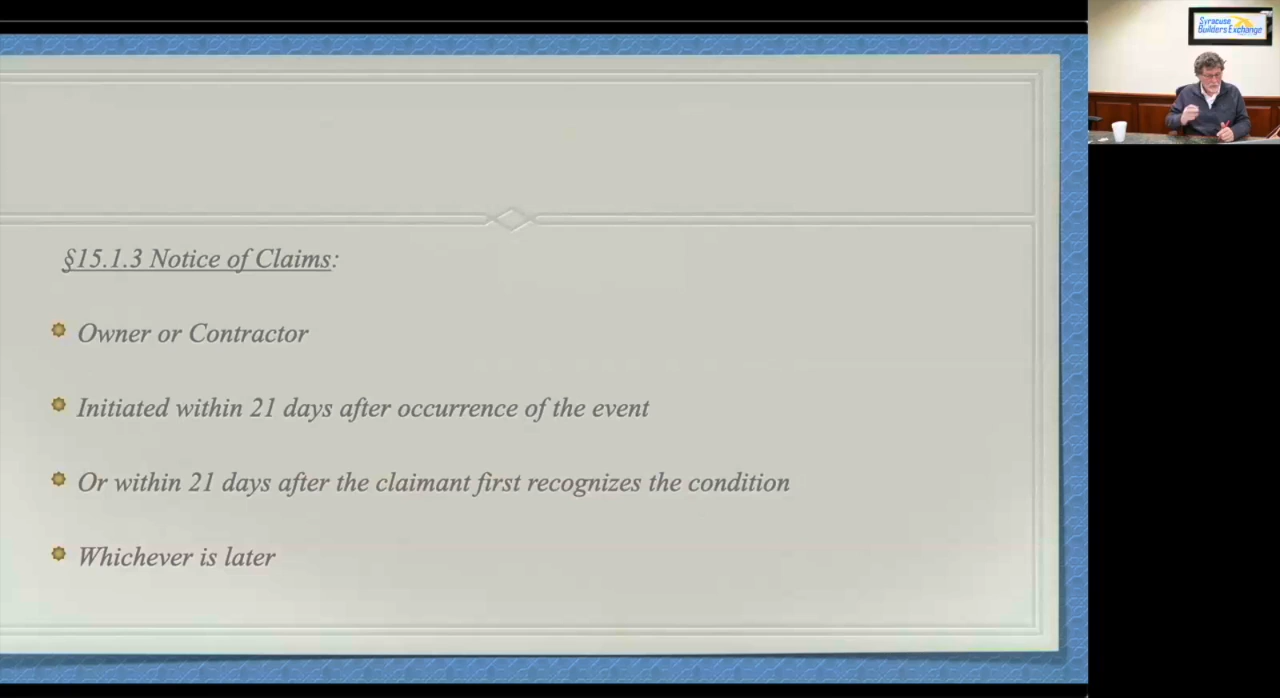 §15.1.3 Notice of Claims:
Owner or Contractor
Initiated within 21 days after occurrence of the event
Or within 21 days after the claimant first recognizes the condition
Whichever is later
Syracuse
Builders Exchange